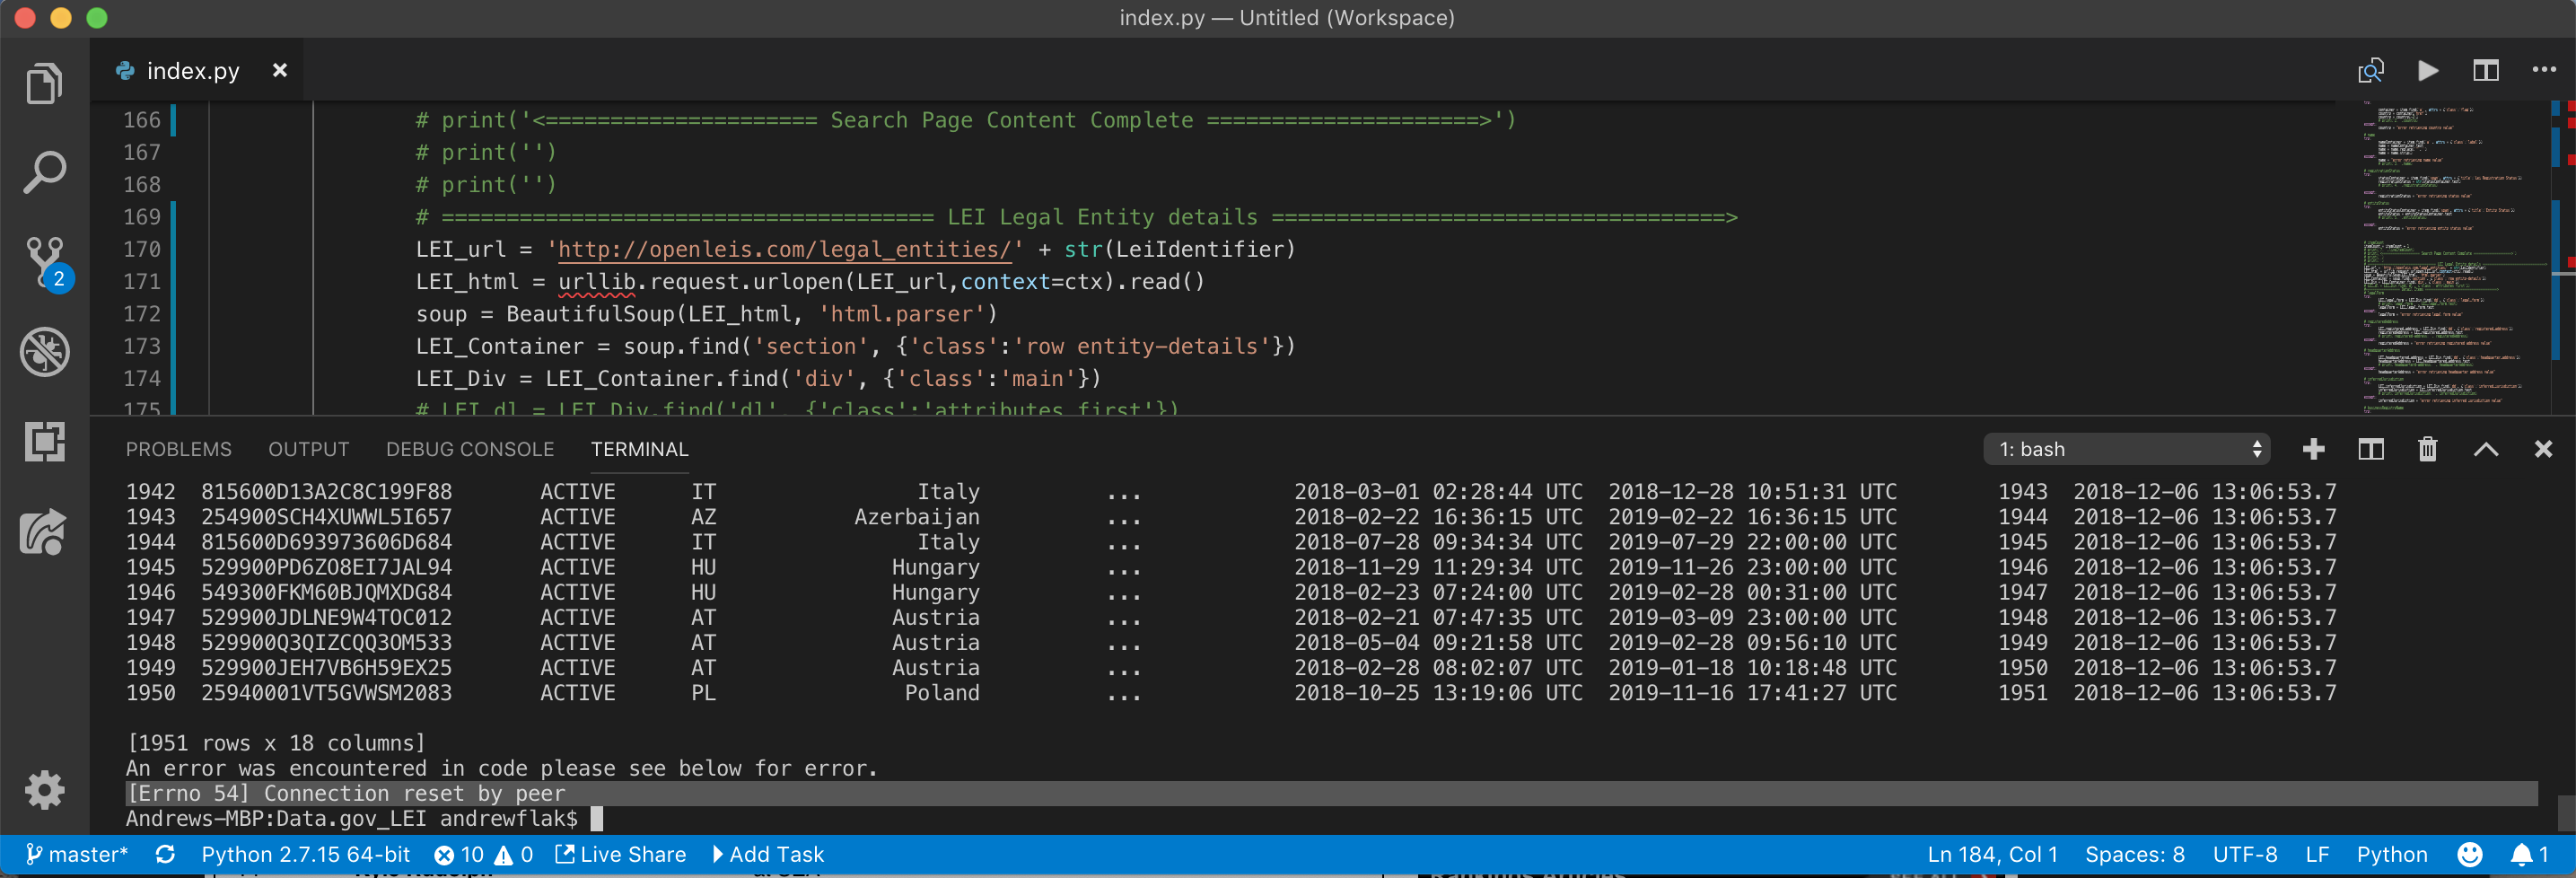 index.py — Untitled (Workspace)
index.py
166 # print('<===================== Search Page Content Complete =====================>')
167 # print('')
168 # print('')
169 # ====================================== LEI Legal Entity details ===================================>
170 LEI_url = 'http://openleis.com/legal_entities/' + str(LeiIdentifier)
171 LEI_html = urllib.request.urlopen(LEI_url,context=ctx).read()
172 soup = BeautifulSoup(LEI_html, 'html.parser')
173 LEI_Container = soup.find('section', {'class':'row entity-details'})
174 LEI_Div = LEI_Container.find('div', {'class':'main'})
175 # LEI_dl = LEI_Div.find('dl', {'class':'attributes first'})
2
PROBLEMS OUTPUT DEBUG CONSOLE TERMINAL 1: bash
1942 815600D13A2C8C199F88 ACTIVE IT Italy ... 2018-03-01 02:28:44 UTC 2018-12-28 10:51:31 UTC 1943 2018-12-06 13:06:53.7
1943 254900SCH4XUWWL5I657 ACTIVE AZ Azerbaijan ... 2018-02-22 16:36:15 UTC 2019-02-22 16:36:15 UTC 1944 2018-12-06 13:06:53.7
1944 815600D693973606D684 ACTIVE IT Italy ... 2018-07-28 09:34:34 UTC 2019-07-29 22:00:00 UTC 1945 2018-12-06 13:06:53.7
1945 529900PD6ZO8EI7JAL94 ACTIVE HU Hungary ... 2018-11-29 11:29:34 UTC 2019-11-26 23:00:00 UTC 1946 2018-12-06 13:06:53.7
1946 549300FKM60BJQMXDG84 ACTIVE HU Hungary ... 2018-02-23 07:24:00 UTC 2019-02-28 00:31:00 UTC 1947 2018-12-06 13:06:53.7
1947 529900JDLNE9W4TOC012 ACTIVE AT Austria ... 2018-02-21 07:47:35 UTC 2019-03-09 23:00:00 UTC 1948 2018-12-06 13:06:53.7
1948 529900Q3QIZCQQ3OM533 ACTIVE AT Austria ... 2018-05-04 09:21:58 UTC 2019-02-28 09:56:10 UTC 1949 2018-12-06 13:06:53.7
1949 529900JEH7VB6H59EX25 ACTIVE AT Austria ... 2018-02-28 08:02:07 UTC 2019-01-18 10:18:48 UTC 1950 2018-12-06 13:06:53.7
1950 25940001VT5GVWSM2083 ACTIVE PL Poland ... 2018-10-25 13:19:06 UTC 2019-11-16 17:41:27 UTC 1951 2018-12-06 13:06:53.7
[1951 rows x 18 columns]
An error was encountered in code please see below for error.
[Errno 54] Connection reset by peer
Andrews-MBP:Data.gov_LEI andrewflak$
master* Python 2.7.15 64-bit 10 0 Live Share Add Task Ln 184, Col 1 Spaces: 8 UTF-8 LF Python 1